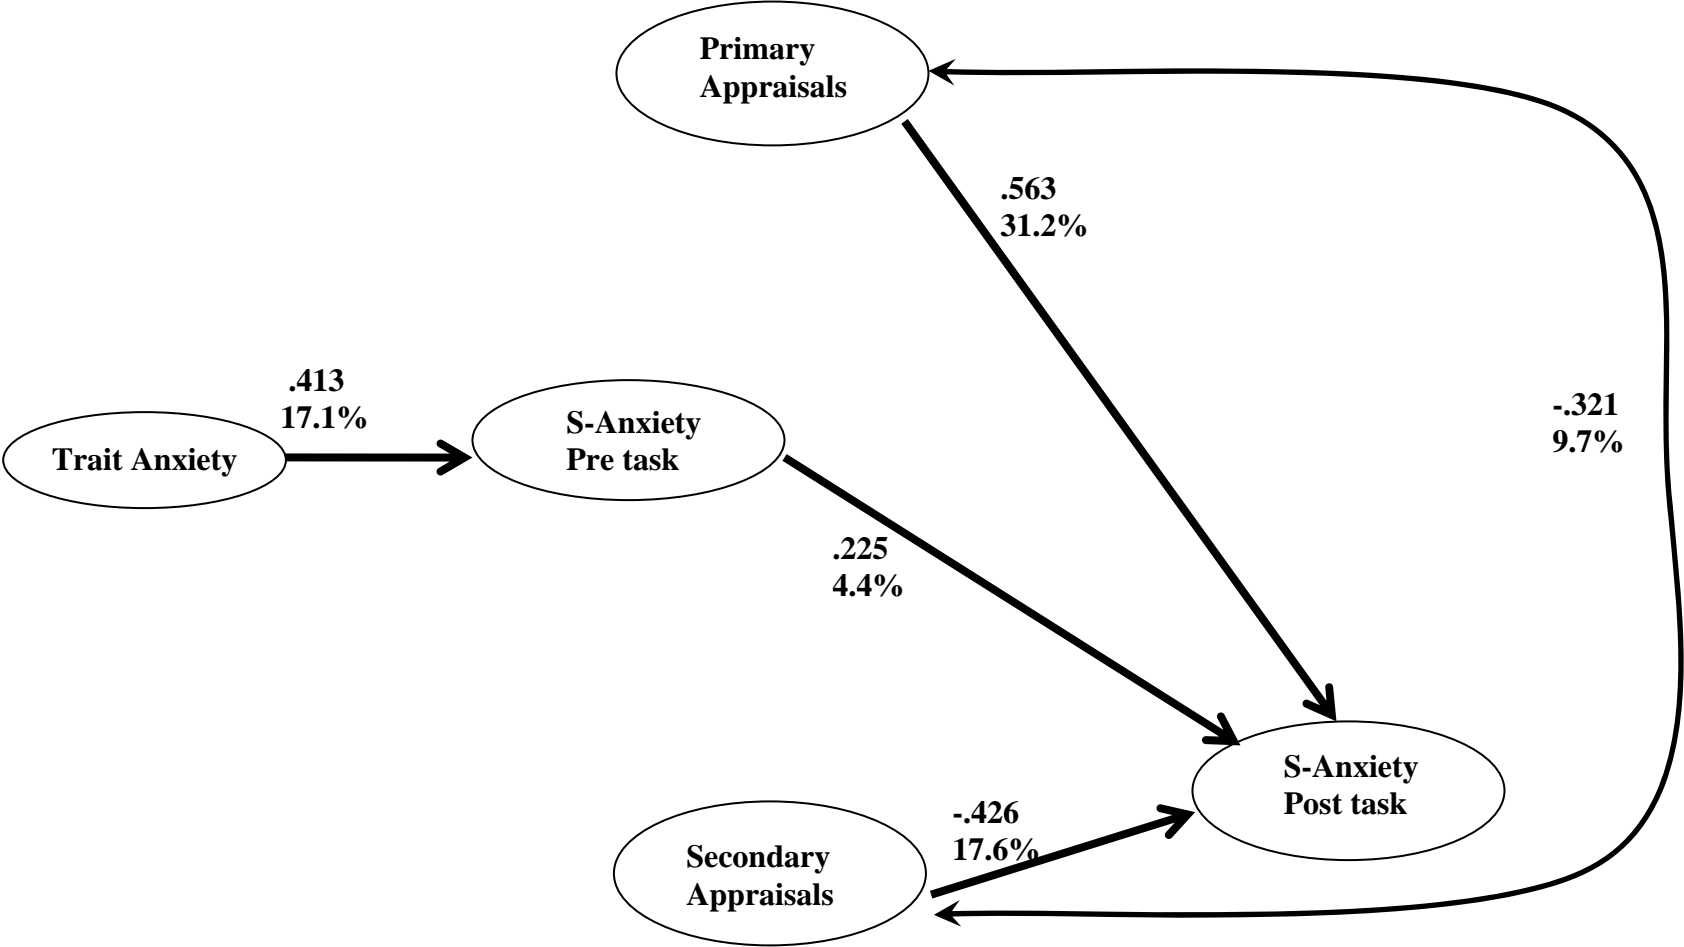 Primary
Appraisals
.563
31.2%
.413
17.1%
-.321
9.7%
S-Anxiety
Pre task
Trait Anxiety
.225
4.4%
S-Anxiety
Post task
-.426
17.6%
Secondary
Appraisals